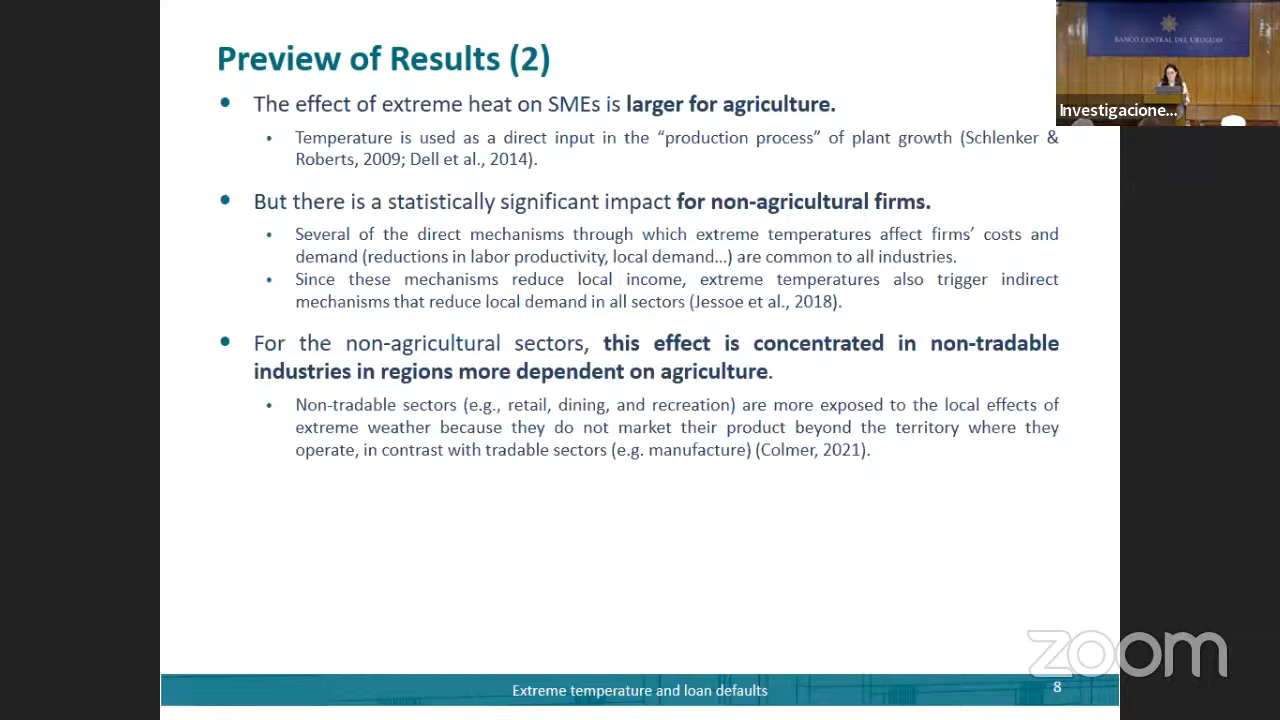 Preview of Results (2)
• The effect of extreme heat on SMEs is larger for agriculture.
• Temperature is used as a direct input in the “production process” of plant growth (Schlenker &
Roberts, 2009; Dell et al., 2014).
• But there is a statistically significant impact for non-agricultural firms.
• Several of the direct mechanisms through which extreme temperatures affect firms’ costs and
demand (reductions in labor productivity, local demand…) are common to all industries.
• Since these mechanisms reduce local income, extreme temperatures also trigger indirect
mechanisms that reduce local demand in all sectors (Jessoe et al., 2018).
• For the non-agricultural sectors, this effect is concentrated in non-tradable
industries in regions more dependent on agriculture.
• Non-tradable sectors (e.g., retail, dining, and recreation) are more exposed to the local effects of
extreme weather because they do not market their product beyond the territory where they
operate, in contrast with tradable sectors (e.g. manufacture) (Colmer, 2021).
Extreme temperature and loan defaults
8
BANCO CENTRAL DEL URUGUAY
Investigacione...
zoom